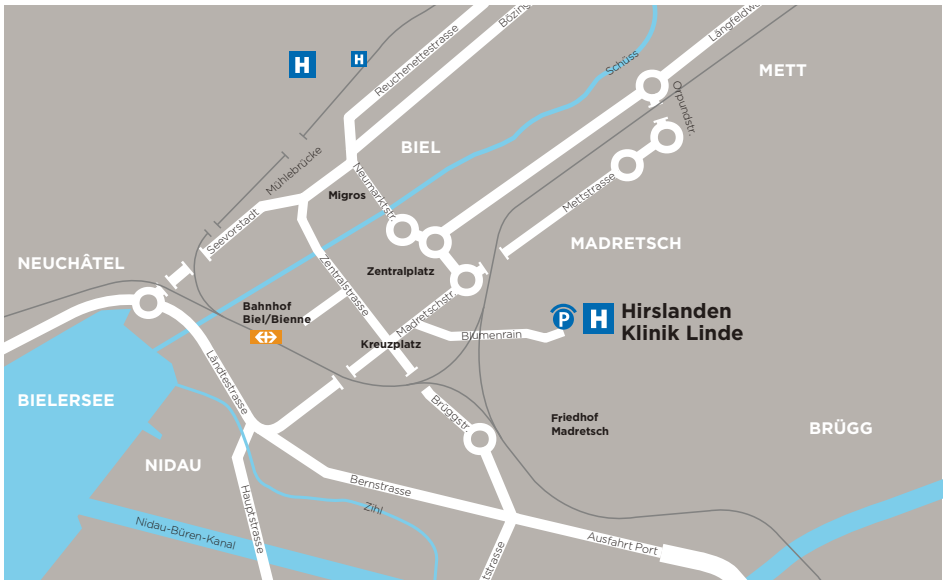 Bözing
Längfeldw
H
H
Reuchenettestrasse
Schüss
METT
Orpundstr.
BIEL
Mühlebrücke
Neumarktstr.
Migros
Mettstrasse
Seevorstadt
MADRETSCH
NEUCHÂTEL
Zentralplatz
Zentralstrasse
Bahnhof
Biel/Bienne
Madretschstr.
P
H
Hirslanden
Klinik Linde
Blumenrain
Kreuzplatz
Ländtestrasse
BIELERSEE
Brüggstr.
Friedhof
Madretsch
BRÜGG
NIDAU
Bernstrasse
Hauptstrasse
Zihl
Nidau-Büren-Kanal
Ausfahrt Port
tstrasse